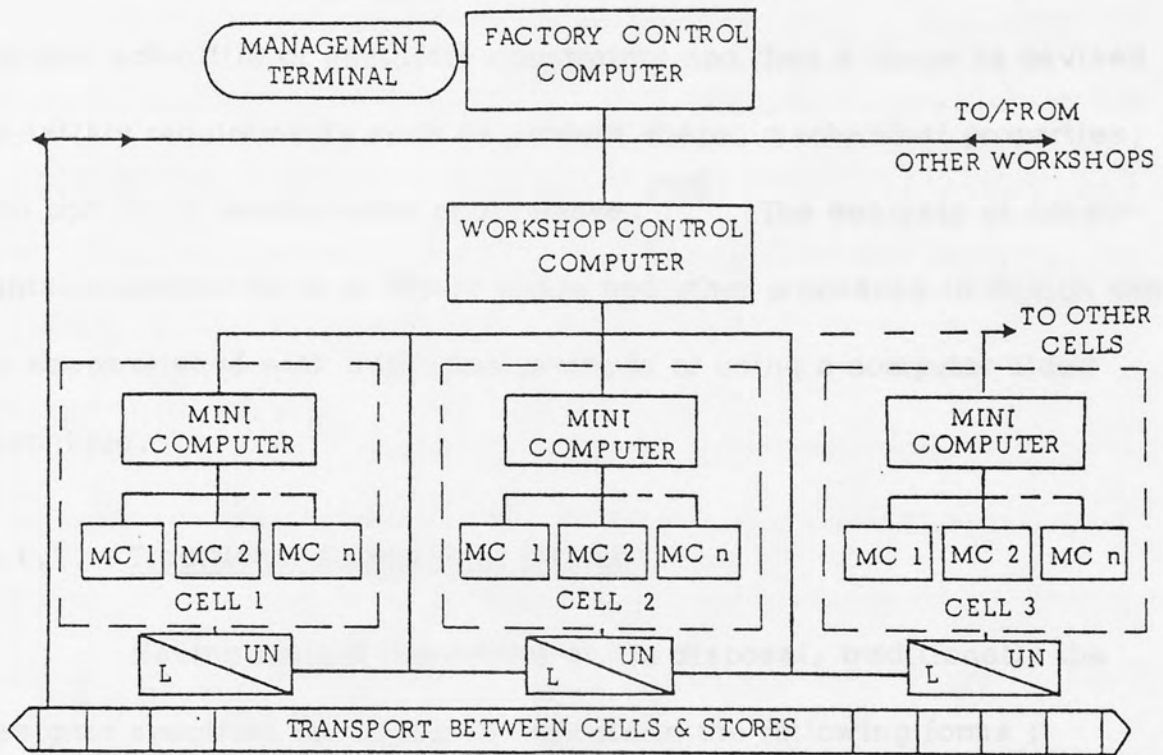 MANAGEMENT
TERMINAL
FACTORY CONTROL
COMPUTER
TO/FROM
OTHER WORKSHOPS
WORKSHOP CONTROL
COMPUTER
TO OTHER
CELLS
MINI
COMPUTER
MINI
COMPUTER
MINI
COMPUTER
MC 1 MC 2 MC n
MC MC 2 MC n
MC 1 MC 2 MC n
CELL 1
CELL 2
CELL 3
L UN
L UN
L UN
TRANSPORT BETWEEN CELLS & STORES